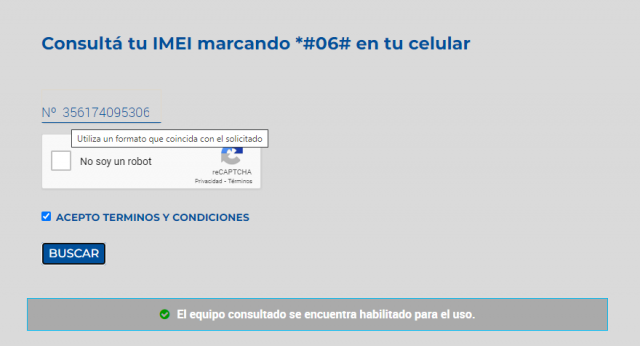 Consultá tu IMEI marcando *#06# en tu celular
Nº 356174095306
Utiliza un formato que coincida con el solicitado
No soy un robot
reCAPTCHA
Privacidad - Términos
ACEPTO TERMINOS Y CONDICIONES
BUSCAR
El equipo consultado se encuentra habilitado para el uso.